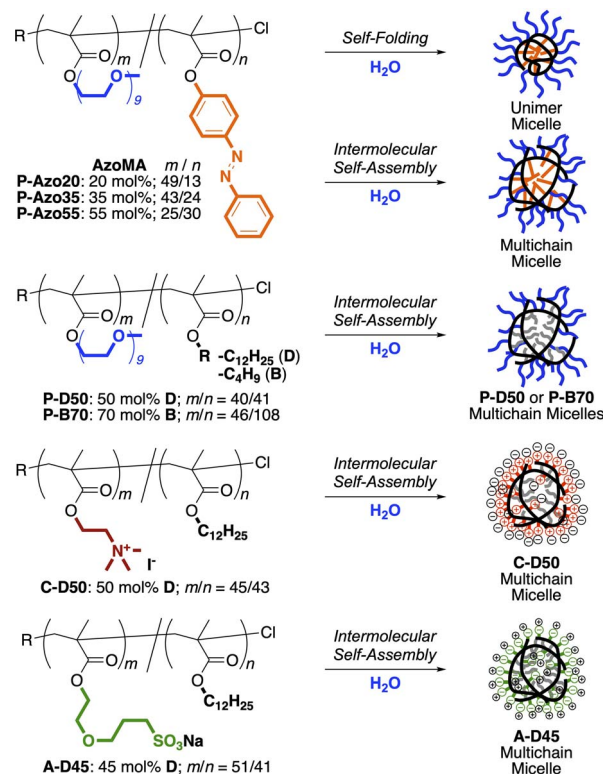 R Cl
m n
O O O O
O 9
N
N
AzoMA m / n
P-Azo20: 20 mol%; 49/13
P-Azo35: 35 mol%; 43/24
P-Azo55: 55 mol%; 25/30
Self-Folding
H2O
Unimer
Micelle
Intermolecular
Self-Assembly
H2O
Multichain
Micelle
R Cl
m n
O O O O
O 9
R -C12H25 (D)
-C4H9 (B)
P-D50: 50 mol% D; m/n = 40/41
P-B70: 70 mol% B; m/n = 46/108
Intermolecular
Self-Assembly
H2O
P-D50 or P-B70
Multichain Micelles
R Cl
m n
O O O O
C12H25
N+
I-
C-D50: 50 mol% D; m/n = 45/43
Intermolecular
Self-Assembly
H2O
C-D50
Multichain
Micelle
R Cl
m n
O O O O
C12H25
O SO3Na
A-D45: 45 mol% D; m/n = 51/41
Intermolecular
Self-Assembly
H2O
A-D45
Multichain
Micelle